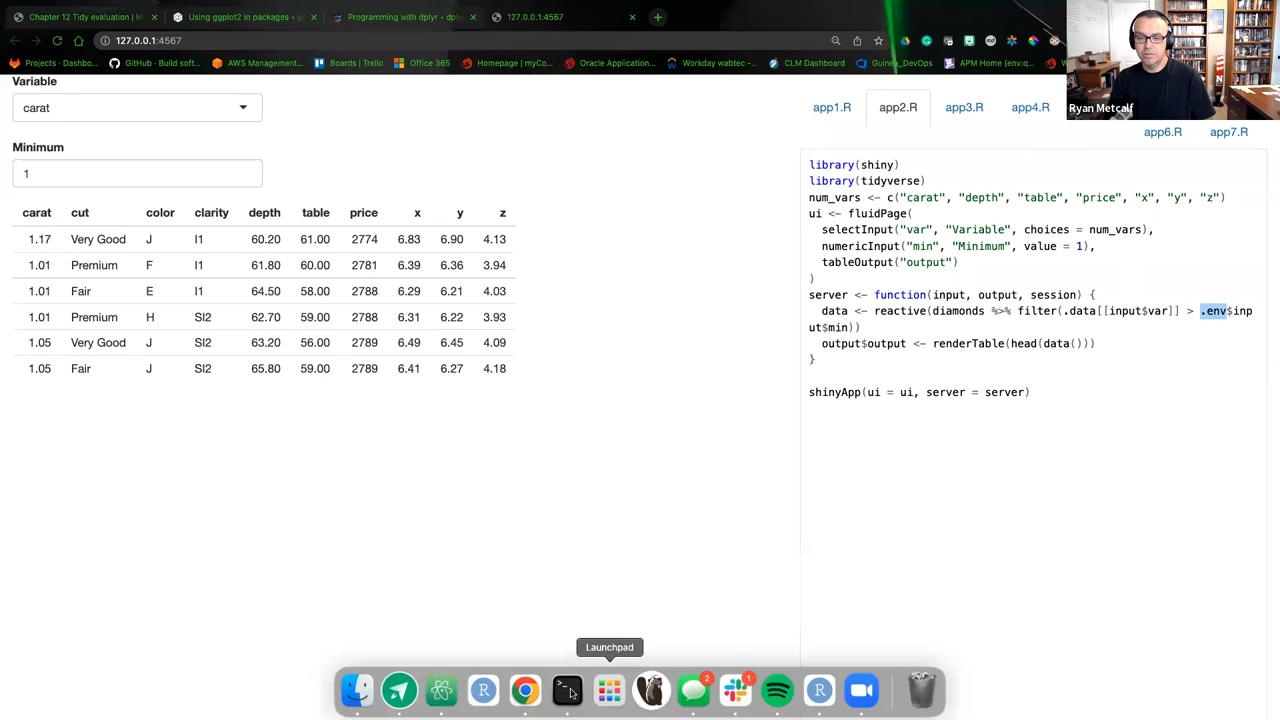 Chapter 12 Tidy evaluation | M
Using ggplot2 in packages • g
Programming with dplyr • dpl
127.0.0.1:4567
127.0.0.1:4567
Projects - Dashbo...
GitHub - Build soft...
AWS Management...
Boards | Trello
Office 365
Homepage | myCo...
Oracle Application...
Workday wabtec -...
CLM Dashboard
Guinea_DevOps
APM Home (env:q...
Ryan Metcalf
Variable
carat
Minimum
1
carat cut color clarity depth table price x y z
1.17 Very Good J I1 60.20 61.00 2774 6.83 6.90 4.13
1.01 Premium F I1 61.80 60.00 2781 6.39 6.36 3.94
1.01 Fair E I1 64.50 58.00 2788 6.29 6.21 4.03
1.01 Premium H SI2 62.70 59.00 2788 6.31 6.22 3.93
1.05 Very Good J SI2 63.20 56.00 2789 6.49 6.45 4.09
1.05 Fair J SI2 65.80 59.00 2789 6.41 6.27 4.18
app1.R app2.R app3.R app4.R
app6.R app7.R
library(shiny)
library(tidyverse)
num_vars <- c("carat", "depth", "table", "price", "x", "y", "z")
ui <- fluidPage(
selectInput("var", "Variable", choices = num_vars),
numericInput("min", "Minimum", value = 1),
tableOutput("output")
)
server <- function(input, output, session) {
data <- reactive(diamonds %>% filter(.data[[input$var]] > .env$inp
ut$min))
output$output <- renderTable(head(data()))
}
shinyApp(ui = ui, server = server)
Launchpad
R
>_
2
1
R